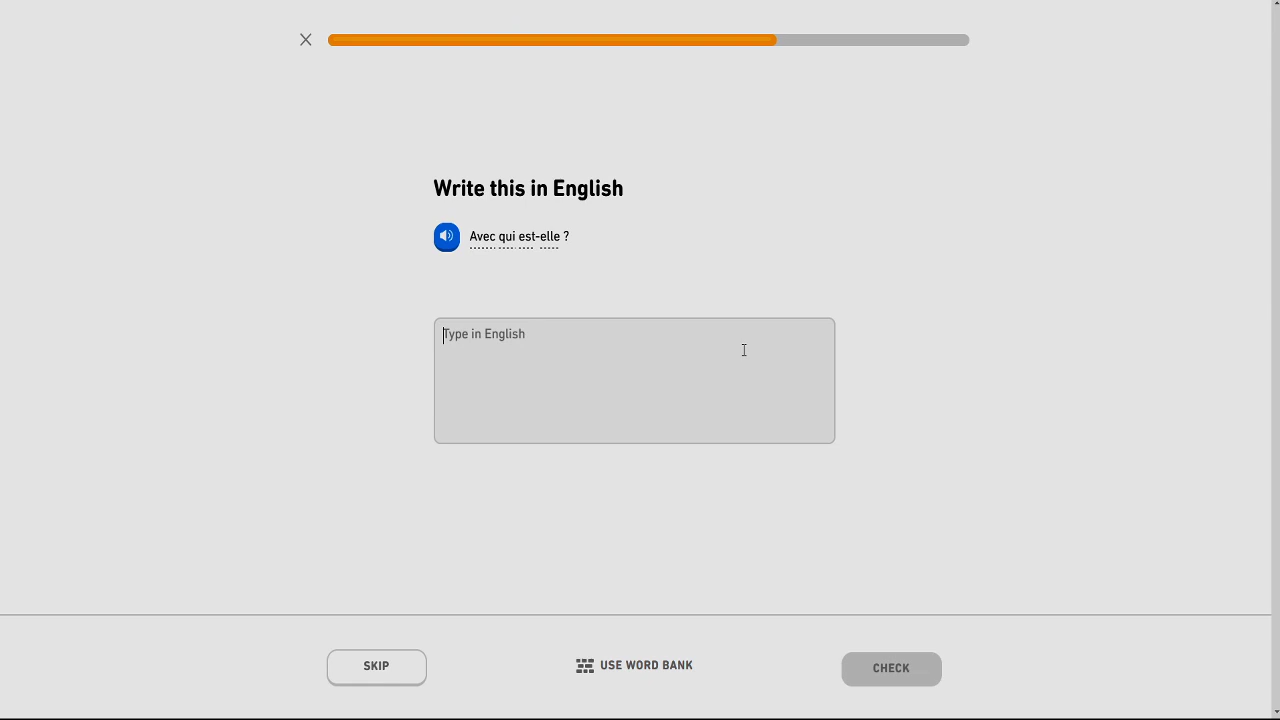 Write this in English
Avec qui est-elle ?
Type in English
SKIP
USE WORD BANK
CHECK